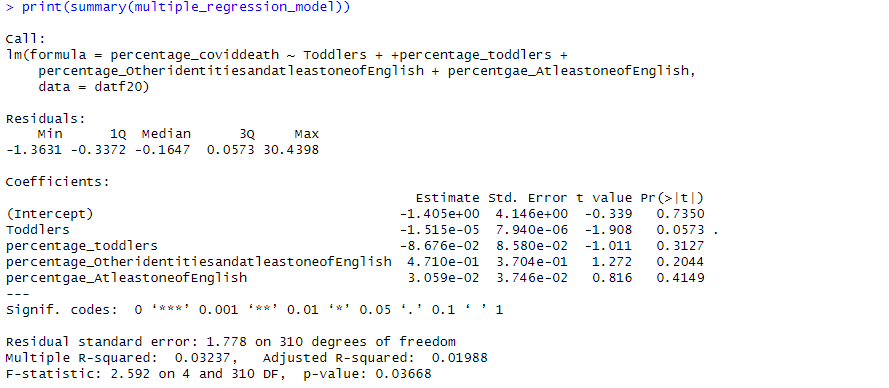 > print(summary(multiple_regression_model))
Call:
lm(formula = percentage_coviddeath ~ Toddlers + +percentage_toddlers +
    percentage_OtheridentitiesandatleastoneofEnglish + percentgae_AtleastoneofEnglish,
    data = datf20)
Residuals:
    Min      1Q  Median      3Q     Max
-1.3631 -0.3372 -0.1647  0.0573 30.4398
Coefficients:
                                                   Estimate Std. Error t value Pr(>|t|)
(Intercept)                                      -1.405e+00  4.146e+00  -0.339   0.7350
Toddlers                                         -1.515e-05  7.940e-06  -1.908   0.0573 .
percentage_toddlers                              -8.676e-02  8.580e-02  -1.011   0.3127
percentage_OtheridentitiesandatleastoneofEnglish  4.710e-01  3.704e-01   1.272   0.2044
percentgae_AtleastoneofEnglish                    3.059e-02  3.746e-02   0.816   0.4149
---
Signif. codes:  0 ‘***’ 0.001 ‘**’ 0.01 ‘*’ 0.05 ‘.’ 0.1 ‘ ’ 1
Residual standard error: 1.778 on 310 degrees of freedom
Multiple R-squared:  0.03237,	Adjusted R-squared:  0.01988
F-statistic: 2.592 on 4 and 310 DF,  p-value: 0.03668